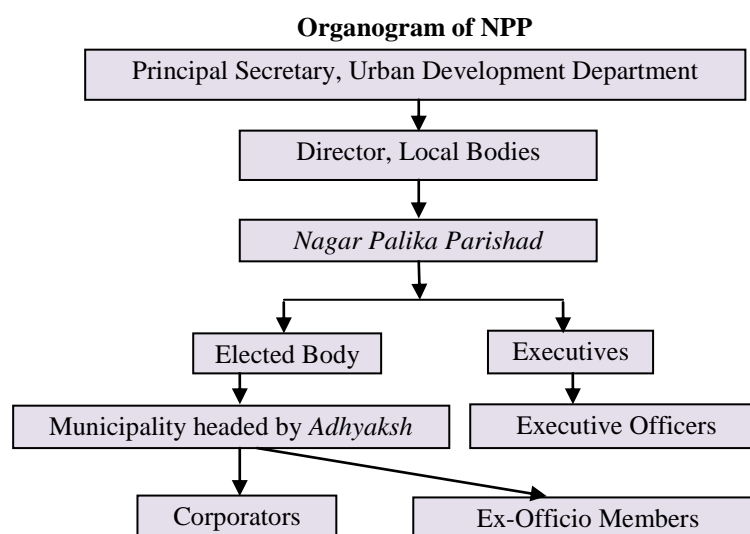 Organogram of NPP
Principal Secretary, Urban Development Department
Director, Local Bodies
Nagar Palika Parishad
Elected Body
Executives
Municipality headed by Adhyaksh
Executive Officers
Corporators
Ex-Officio Members